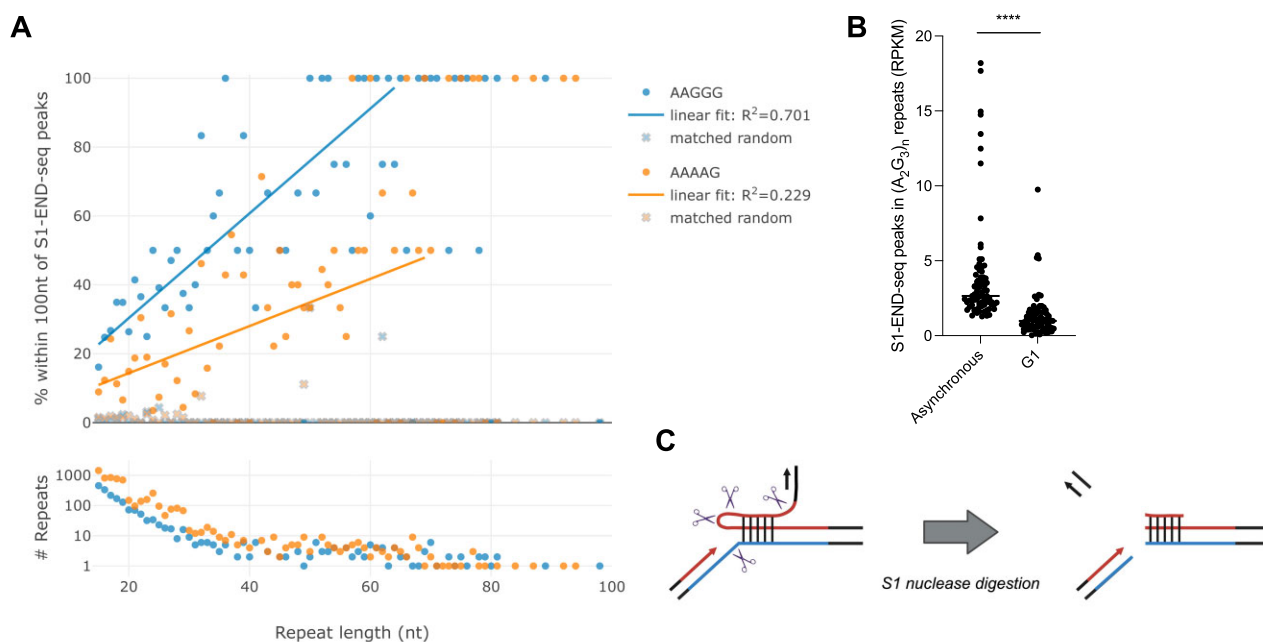 A
% within 100nt of S1-END-seq peaks
100
80
60
40
20
0
AAGGG
linear fit: R²=0.701
matched random
AAAAG
linear fit: R²=0.229
matched random
# Repeats
1000
100
10
1
20
40
60
80
100
Repeat length (nt)
B
S1-END-seq peaks in (A₂G₃)ₙ repeats (RPKM)
20
15
10
5
0
****
Asynchronous
G1
C
S1 nuclease digestion